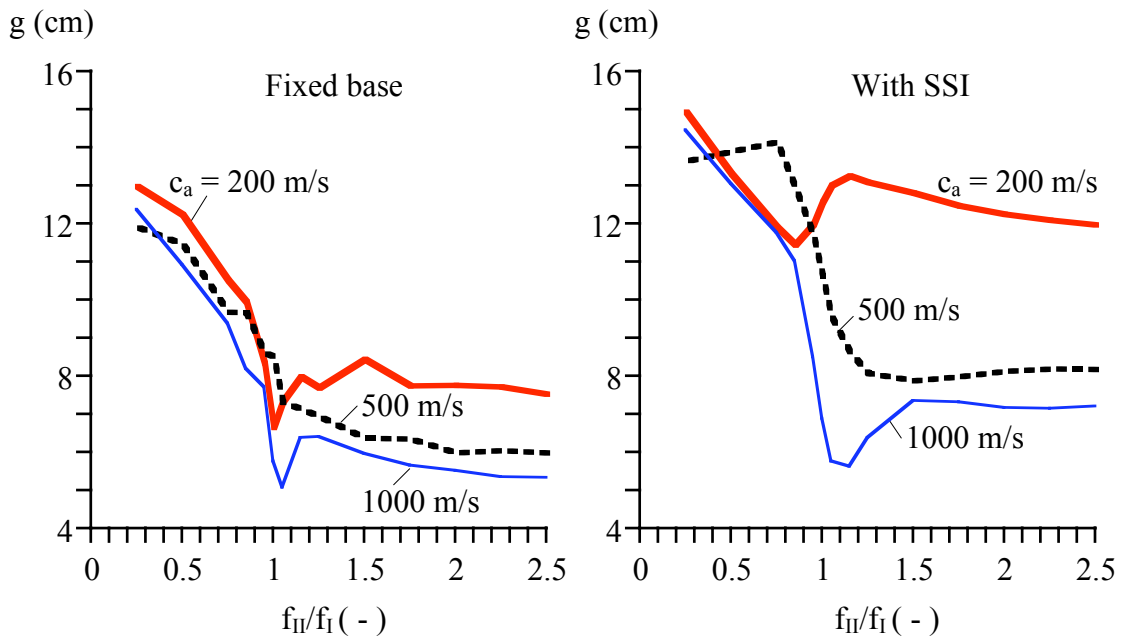 g (cm)
16
Fixed base
cₐ = 200 m/s
12
8
500 m/s
1000 m/s
4
0 0.5 1 1.5 2 2.5
f_II/f_I ( - )
g (cm)
16
With SSI
cₐ = 200 m/s
12
500 m/s
8
1000 m/s
4
0 0.5 1 1.5 2 2.5
f_II/f_I ( - )